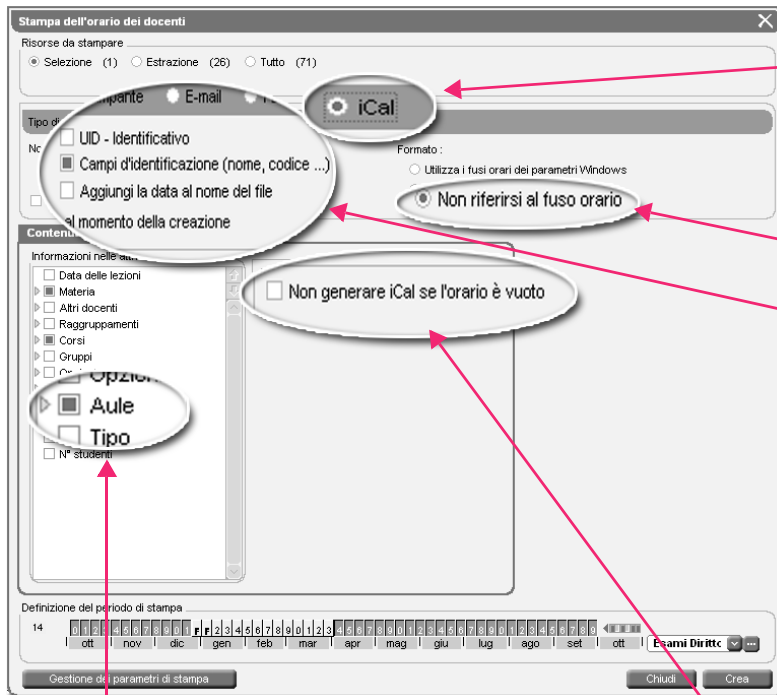 Stampa dell'orario dei docenti
Risorse da stampare
Selezione (1) Estrazione (26) Tutto (71)
E-mail
iCal
Tipo di
UID - Identificativo
Campi d'identificazione (nome, codice ...)
Aggiungi la data al nome del file
al momento della creazione
Formato :
Utilizza i fusi orari dei parametri Windows
Non riferirsi al fuso orario
Informazioni nelle
Data delle lezioni
Materia
Altri docenti
Raggruppamenti
Corsi
Gruppi
Aule
Tipo
N° studenti
Non generare iCal se l'orario è vuoto
Definizione del periodo di stampa
14
ott nov dic gen feb mar apr mag giu lug ago set ott
Esami Diritto
Gestione dei parametri di stampa
Chiudi Crea